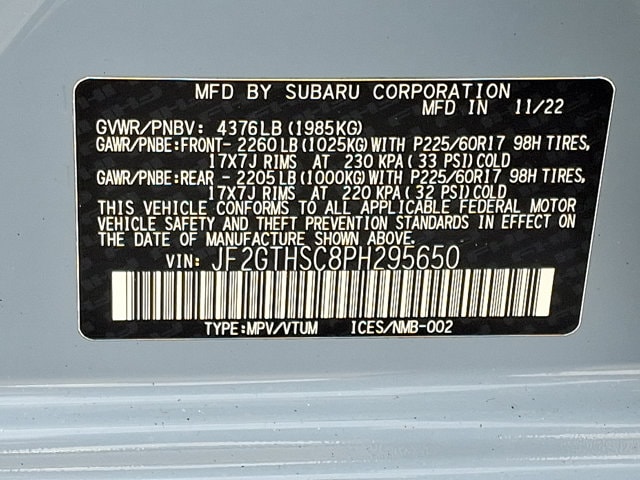 MFD BY SUBARU CORPORATION
MFD IN 11/22
GVWR/PNBV: 4376LB (1985KG)
GAWR/PNBE:FRONT- 2260 LB (1025KG) WITH P225/60R17 98H TIRES,
17X7J RIMS AT 230 KPA (33 PSI) COLD
GAWR/PNBE:REAR - 2205 LB (1000KG) WITH P225/60R17 98H TIRES,
17X7J RIMS AT 220 KPA (32 PSI) COLD
THIS VEHICLE CONFORMS TO ALL APPLICABLE FEDERAL MOTOR
VEHICLE SAFETY AND THEFT PREVENTION STANDARDS IN EFFECT ON
THE DATE OF MANUFACTURE SHOWN ABOVE.
VIN: JF2GTHSC8PH295650
TYPE:MPV/VTUM ICES/NMB-002